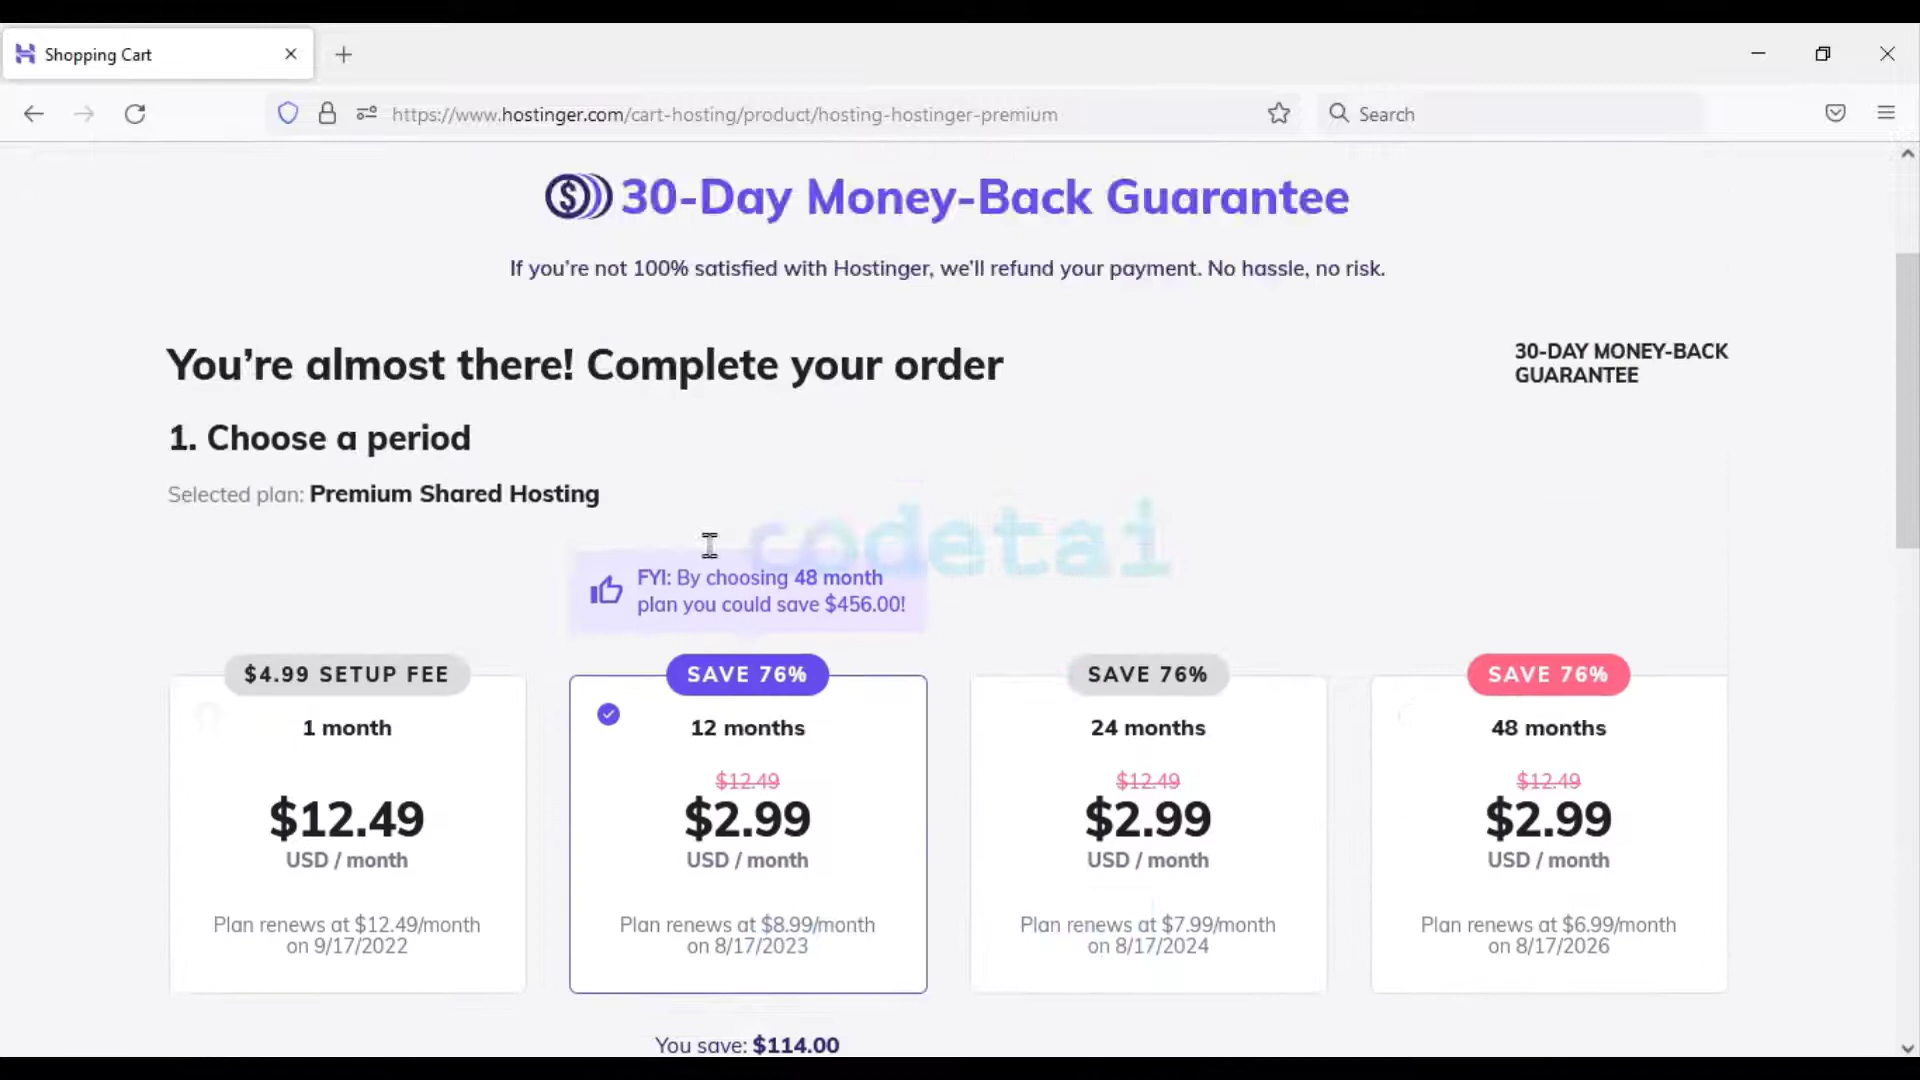 Shopping Cart
https://www.hostinger.com/cart-hosting/product/hosting-hostinger-premium
Search
30-Day Money-Back Guarantee
If you're not 100% satisfied with Hostinger, we'll refund your payment. No hassle, no risk.
You're almost there! Complete your order
30-DAY MONEY-BACK
GUARANTEE
1. Choose a period
Selected plan: Premium Shared Hosting
codetai
FYI: By choosing 48 month
plan you could save $456.00!
$4.99 SETUP FEE
1 month
$12.49
USD / month
Plan renews at $12.49/month
on 9/17/2022
SAVE 76%
12 months
$12.49
$2.99
USD / month
Plan renews at $8.99/month
on 8/17/2023
You save: $114.00
SAVE 76%
24 months
$12.49
$2.99
USD / month
Plan renews at $7.99/month
on 8/17/2024
SAVE 76%
48 months
$12.49
$2.99
USD / month
Plan renews at $6.99/month
on 8/17/2026